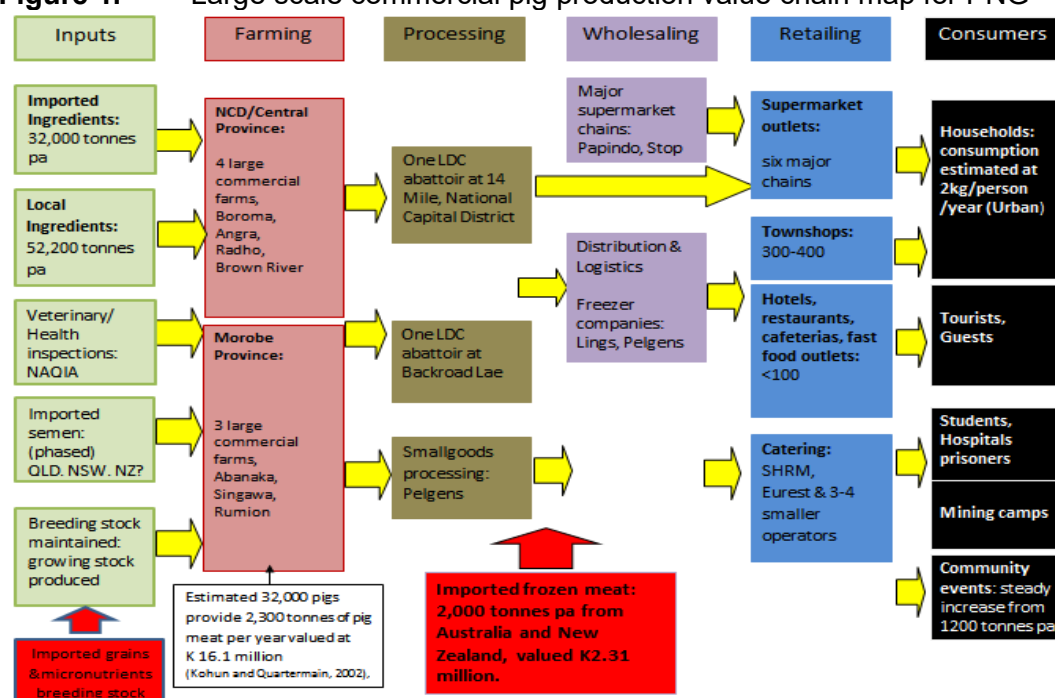 Figure 1. Large scale commercial pig production value chain map for PNG
Inputs
Farming
Processing
Wholesaling
Retailing
Consumers
Imported
Ingredients:
32,000 tonnes
pa
Local
Ingredients:
52,200 tonnes
pa
Veterinary/
Health
inspections:
NAQIA
Imported
semen:
(phased)
QLD. NSW. NZ?
Breeding stock
maintained:
growing stock
produced
Imported grains
&micronutrients
breeding stock
NCD/Central
Province:
4 large
commercial
farms,
Boroma,
Angra,
Radho,
Brown River
Morobe
Province:
3 large
commercial
farms,
Abanaka,
Singawa,
Rumion
Estimated 32,000 pigs
provide 2,300 tonnes of pig
meat per year valued at
K 16.1 million
(Kohun and Quartermain, 2002),
One LDC
abattoir at 14
Mile, National
Capital District
One LDC
abattoir at
Backroad Lae
Smallgoods
processing:
Pelgens
Imported frozen meat:
2,000 tonnes pa from
Australia and New
Zealand, valued K2.31
million.
Major
supermarket
chains:
Papindo, Stop
Distribution &
Logistics
Freezer
companies:
Lings, Pelgens
Supermarket
outlets:
six major
chains
Townshops:
300-400
Hotels,
restaurants,
cafeterias, fast
food outlets:
<100
Catering:
SHRM,
Eurest & 3-4
smaller
operators
Households:
consumption
estimated at
2kg/person
/year (Urban)
Tourists,
Guests
Students,
Hospitals
prisoners
Mining camps
Community
events: steady
increase from
1200 tonnes pa